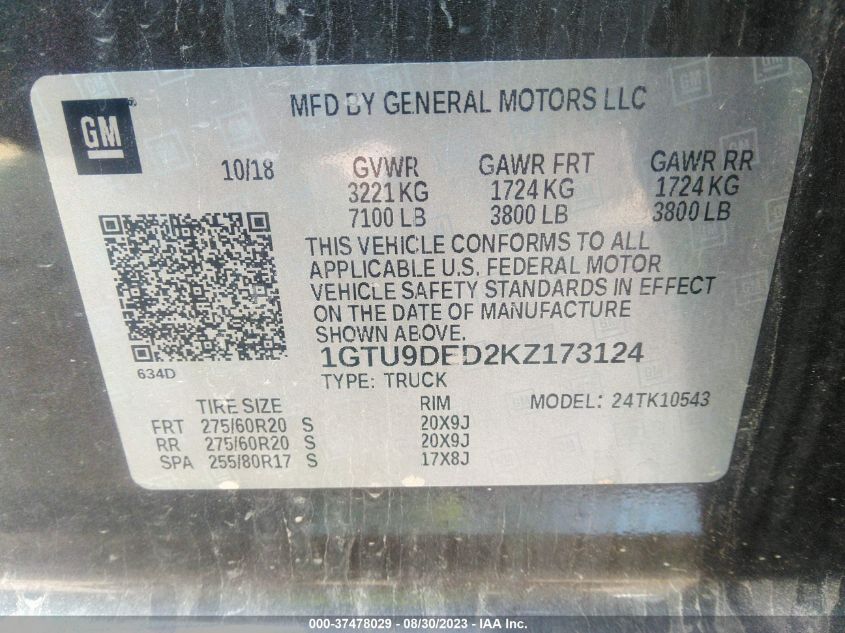 MFD BY GENERAL MOTORS LLC
GM
10/18 GVWR GAWR FRT GAWR RR
3221 KG 1724 KG 1724 KG
7100 LB 3800 LB 3800 LB
THIS VEHICLE CONFORMS TO ALL
APPLICABLE U.S. FEDERAL MOTOR
VEHICLE SAFETY STANDARDS IN EFFECT
ON THE DATE OF MANUFACTURE
SHOWN ABOVE.
1GTU9DED2KZ173124
634D
TYPE: TRUCK
TIRE SIZE RIM MODEL: 24TK10543
FRT 275/60R20 S 20X9J
RR 275/60R20 S 20X9J
SPA 255/80R17 S 17X8J
000-37478029 - 08/30/2023 - IAA Inc.